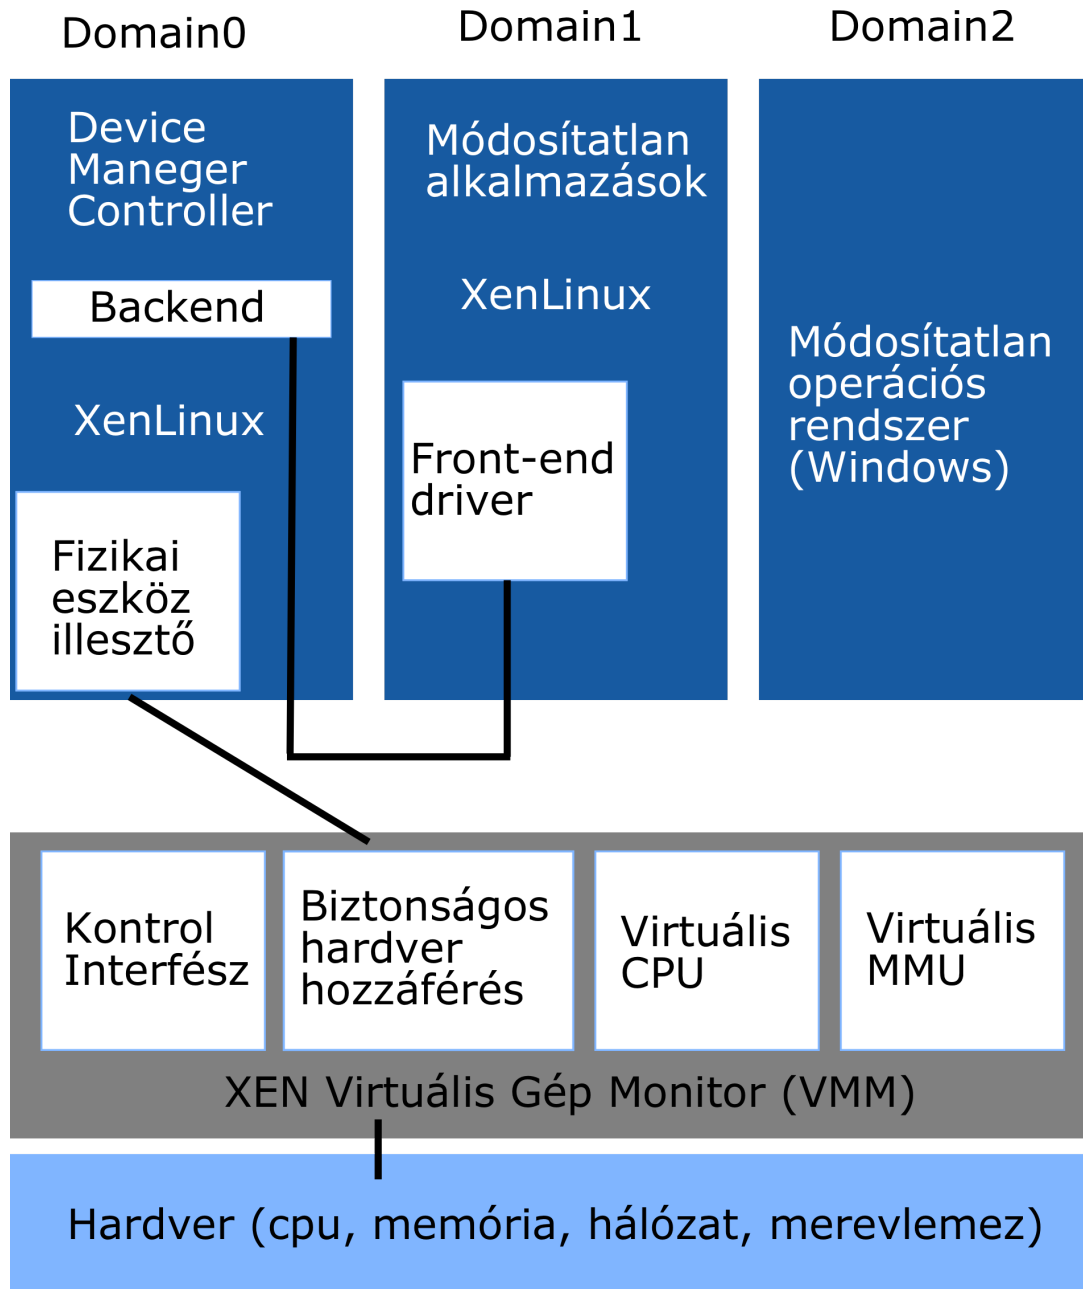 Domain0
Domain1
Domain2
Device
Maneger
Controller
Backend
XenLinux
Fizikai
eszköz
illesztő
Módosítatlan
alkalmazások
XenLinux
Front-end
driver
Módosítatlan
operációs
rendszer
(Windows)
Kontrol
Interfész
Biztonságos
hardver
hozzáférés
Virtuális
CPU
Virtuális
MMU
XEN Virtuális Gép Monitor (VMM)
Hardver (cpu, memória, hálózat, merevlemez)